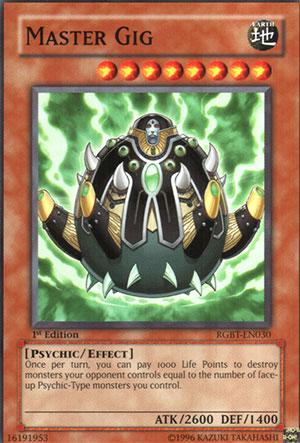 MASTER GIG
EARTH
地
1st Edition
RGBT-EN030
[PSYCHIC/EFFECT]
Once per turn, you can pay 1000 Life Points to destroy
monsters your opponent controls equal to the number of face-
up Psychic-Type monsters you control.
ATK/2600 DEF/1400
16191953
©1996 KAZUKI TAKAHASHI